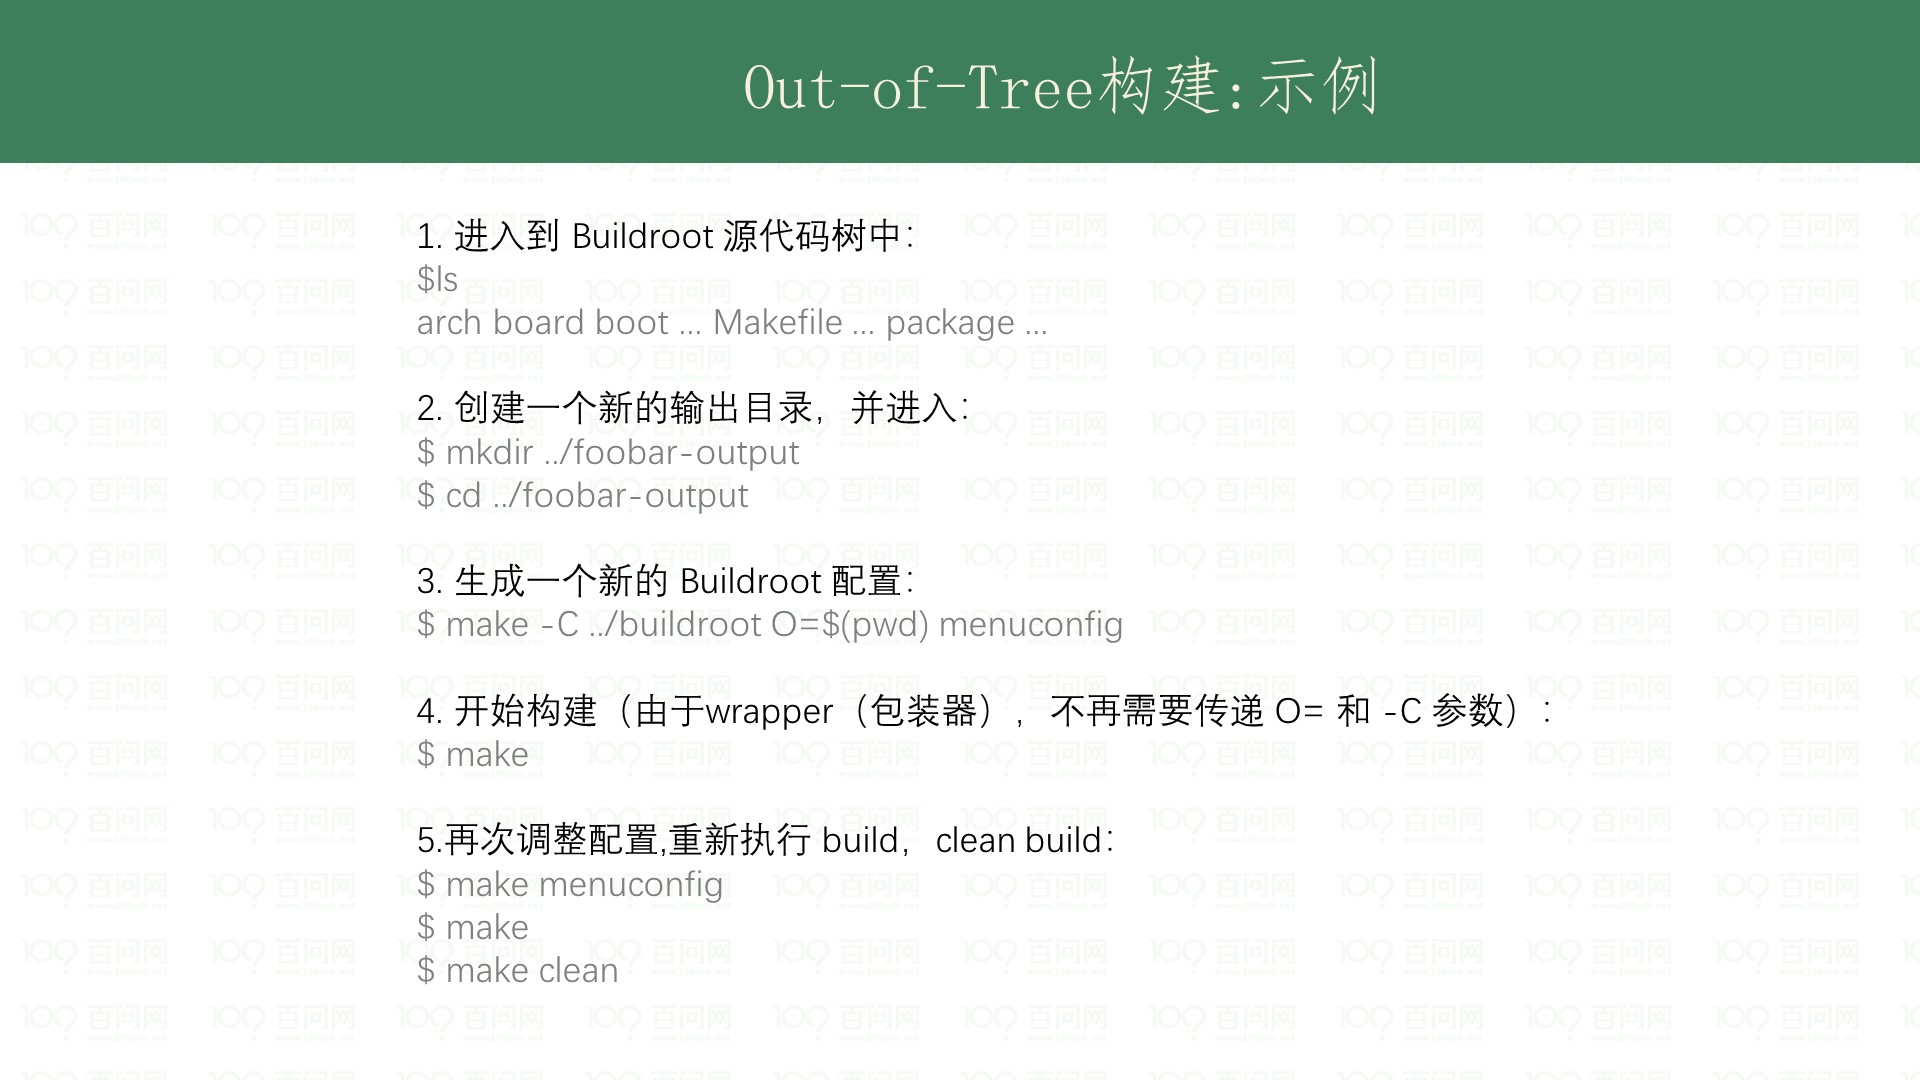 Out-of-Tree构建:示例
1. 进入到 Buildroot 源代码树中：
$ls
arch board boot ... Makefile ... package ...
2. 创建一个新的输出目录，并进入：
$ mkdir ../foobar-output
$ cd ../foobar-output
3. 生成一个新的 Buildroot 配置：
$ make -C ../buildroot O=$(pwd) menuconfig
4. 开始构建（由于wrapper（包装器），不再需要传递 O= 和 -C 参数）：
$ make
5.再次调整配置,重新执行 build，clean build：
$ make menuconfig
$ make
$ make clean